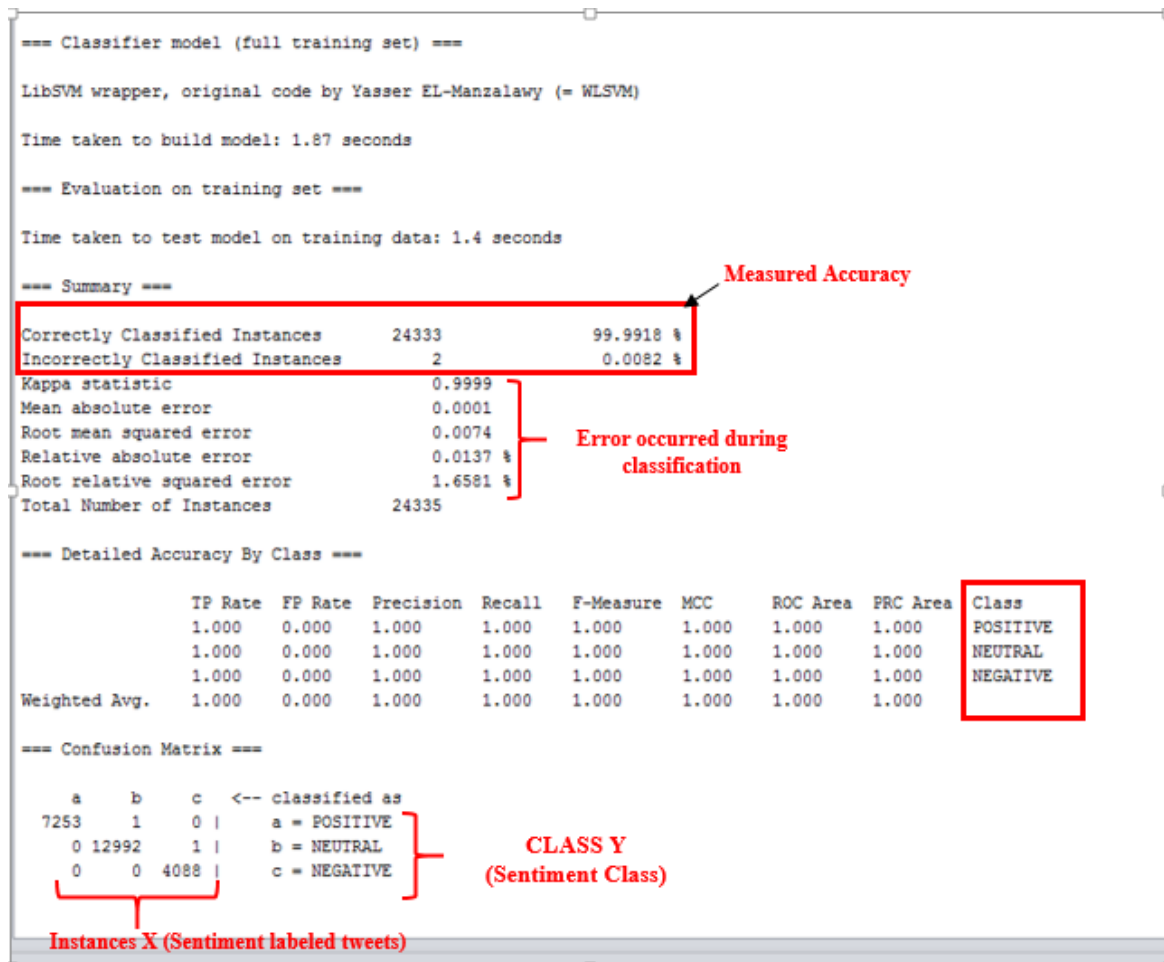 === Classifier model (full training set) ===
LibSVM wrapper, original code by Yasser EL-Manzalawy (= WLSVM)
Time taken to build model: 1.87 seconds
=== Evaluation on training set ===
Time taken to test model on training data: 1.4 seconds
=== Summary ===
Measured Accuracy
Correctly Classified Instances 24333 99.9918 %
Incorrectly Classified Instances 2 0.0082 %
Kappa statistic 0.9999
Mean absolute error 0.0001
Root mean squared error 0.0074
Relative absolute error 0.0137 %
Root relative squared error 1.6581 %
Total Number of Instances 24335
Error occurred during
classification
=== Detailed Accuracy By Class ===
TP Rate FP Rate Precision Recall F-Measure MCC ROC Area PRC Area Class
1.000 0.000 1.000 1.000 1.000 1.000 1.000 1.000 POSITIVE
1.000 0.000 1.000 1.000 1.000 1.000 1.000 1.000 NEUTRAL
1.000 0.000 1.000 1.000 1.000 1.000 1.000 1.000 NEGATIVE
Weighted Avg. 1.000 0.000 1.000 1.000 1.000 1.000 1.000 1.000
=== Confusion Matrix ===
a b c <-- classified as
7253 1 0 | a = POSITIVE
0 12992 1 | b = NEUTRAL
0 0 4088 | c = NEGATIVE
CLASS Y
(Sentiment Class)
Instances X (Sentiment labeled tweets)